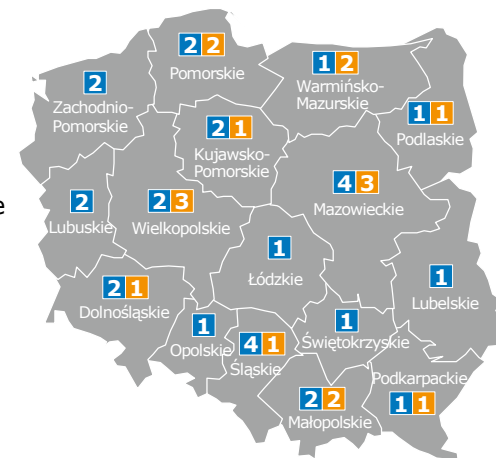 2 2
Pomorskie
1 2
Warmińsko-
Mazurskie
2
Zachodnio-
Pomorskie
1 1
Podlaskie
2 1
Kujawsko-
Pomorskie
4 3
Mazowieckie
e
2
Lubuskie
2 3
Wielkopolskie
1
Łódzkie
1
Lubelskie
2 1
Dolnośląskie
1
Opolskie
4 1
Śląskie
1
Świętokrzyskie
2 2
Małopolskie
Podkarpackie
1 1